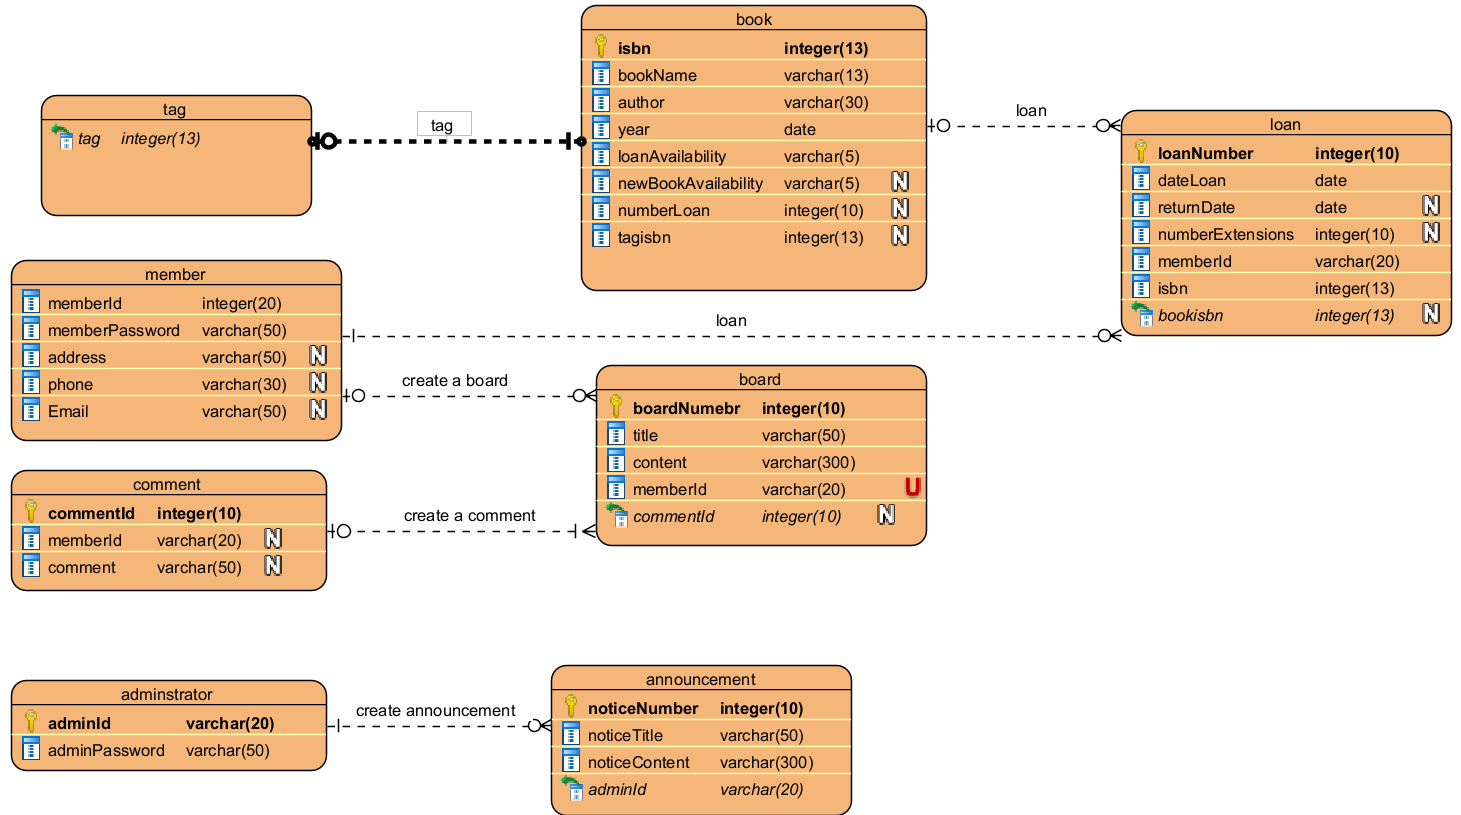 book
isbn integer(13)
bookName varchar(13)
author varchar(30)
year date
loanAvailability varchar(5)
newBookAvailability varchar(5) N
numberLoan integer(10) N
tagisbn integer(13) N
tag
tag integer(13)
tag
loan
loan
loanNumber integer(10)
dateLoan date
returnDate date N
numberExtensions integer(10) N
memberId varchar(20)
isbn integer(13)
bookisbn integer(13) N
member
memberId integer(20)
memberPassword varchar(50)
address varchar(50) N
phone varchar(30) N
Email varchar(50) N
loan
create a board
board
boardNumebr integer(10)
title varchar(50)
content varchar(300)
memberId varchar(20) U
commentId integer(10) N
comment
commentId integer(10)
memberId varchar(20) N
comment varchar(50) N
create a comment
adminstrator
adminId varchar(20)
adminPassword varchar(50)
create announcement
announcement
noticeNumber integer(10)
noticeTitle varchar(50)
noticeContent varchar(300)
adminId varchar(20)